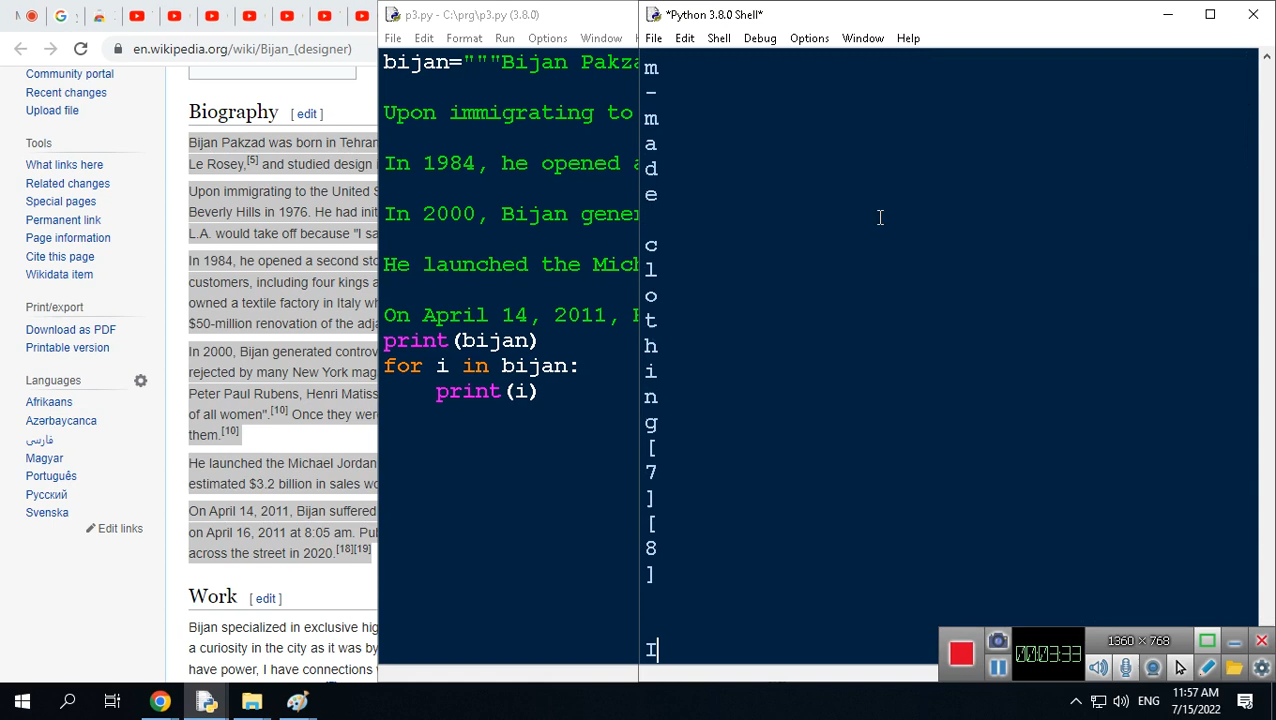 en.wikipedia.org/wiki/Bijan_(designer)
Community portal
Recent changes
Upload file
Tools
What links here
Related changes
Special pages
Permanent link
Page information
Cite this page
Wikidata item
Print/export
Download as PDF
Printable version
Languages
Afrikaans
Azərbaycanca
فارسی
Magyar
Português
Русский
Svenska
Edit links
Biography [ edit ]
Bijan Pakzad was born in Tehran
Le Rosey,[5] and studied design i
Upon immigrating to the United S
Beverly Hills in 1976. He had init
L.A. would take off because "I sa
In 1984, he opened a second sto
customers, including four kings a
owned a textile factory in Italy wh
$50-million renovation of the adja
In 2000, Bijan generated controv
rejected by many New York mag
Peter Paul Rubens, Henri Matiss
of all women".[10] Once they were
them.[10]
He launched the Michael Jordan
estimated $3.2 billion in sales wo
On April 14, 2011, Bijan suffered
on April 16, 2011 at 8:05 am. Pu
across the street in 2020.[18][19]
Work [ edit ]
Bijan specialized in exclusive hig
a curiosity in the city as it was by
have power, I have connections
p3.py - C:\prg\p3.py (3.8.0)
File Edit Format Run Options Window
bijan="""Bijan Pakza
Upon immigrating to
In 1984, he opened a
In 2000, Bijan gener
He launched the Mich
On April 14, 2011, B
print(bijan)
for i in bijan:
print(i)
*Python 3.8.0 Shell*
File Edit Shell Debug Options Window Help
m
-
m
a
d
e
c
l
o
t
h
i
n
g
[
7
]
[
8
]
I
1360 x 768
00:03:33
ENG
11:57 AM
7/15/2022